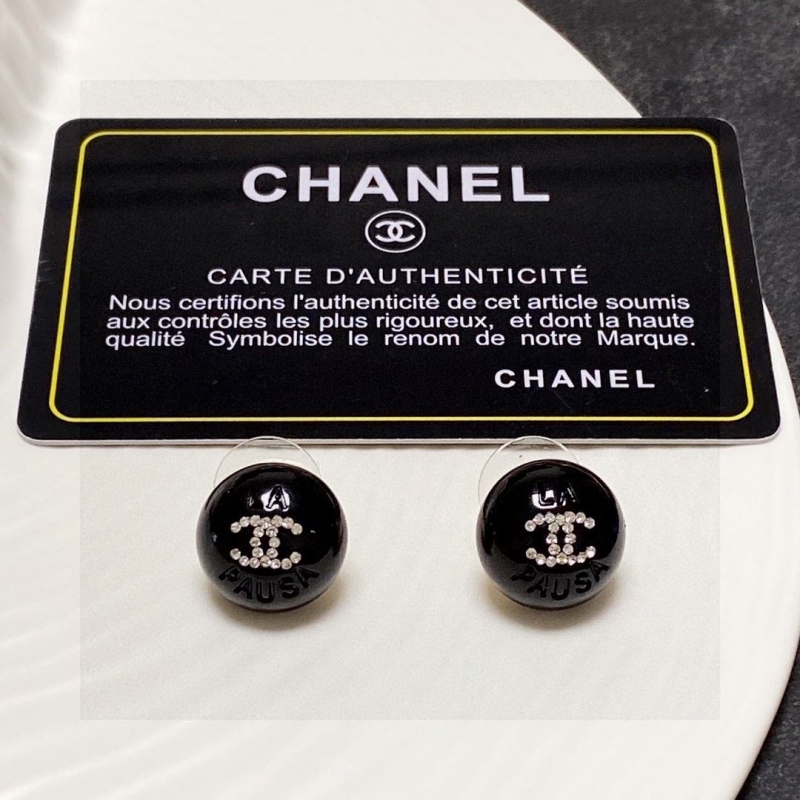 CHANEL
CARTE D'AUTHENTICITÉ
Nous certifions l'authenticité de cet article soumis
aux contrôles les plus rigoureux, et dont la haute
qualité Symbolise le renom de notre Marque.
CHANEL
LA
PAUSA
LA
PAUSA